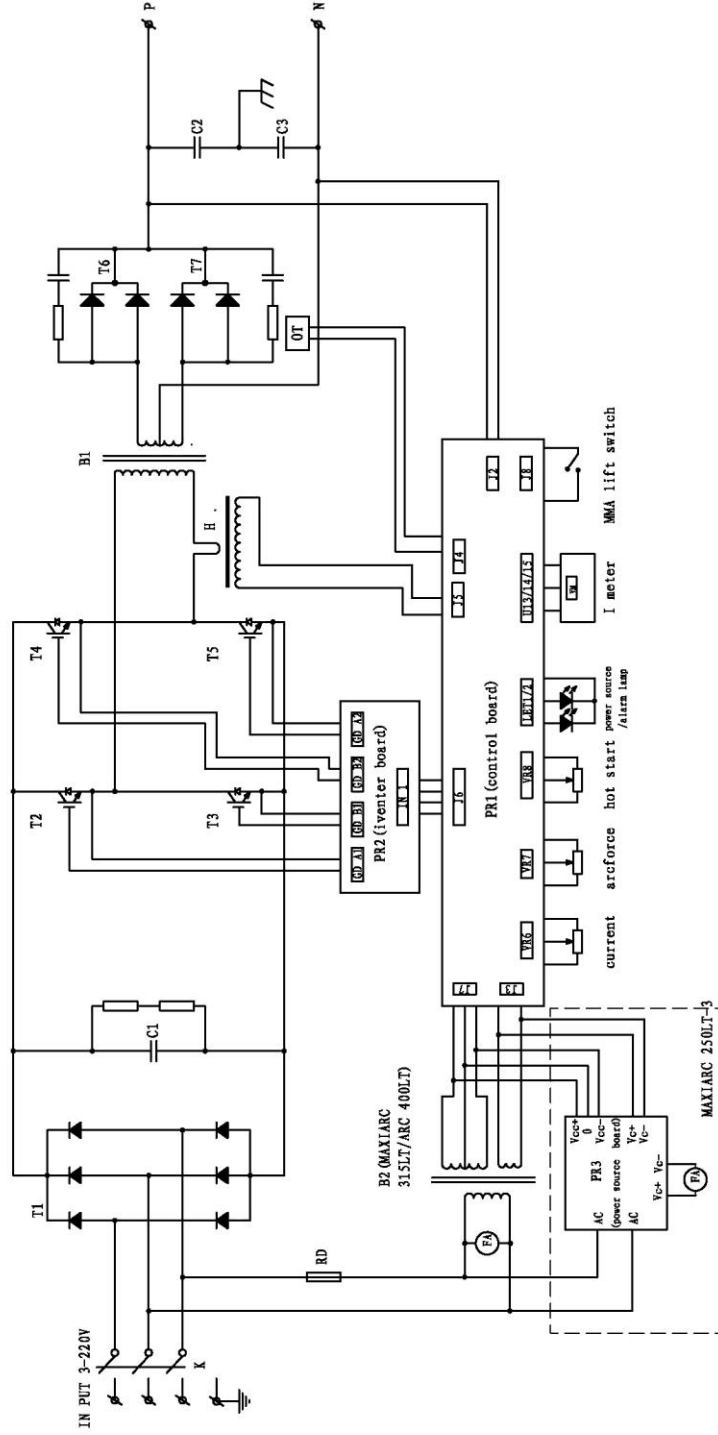 IN PUT 3-220V
K
T1
C1
T2
T3
T4
T5
B1
H
T6
T7
OT
C2
C3
P
N
RD
FA
B2(MAXIARC
315LT/ARC 400LT)
GD A1
GD B1
GD B2
GD A2
PR2(iventer board)
IN 1
J7
J3
J6
J5
J4
J2
J8
PR1(control board)
VR6
VR7
VR8
LET1/2
U13/14/15
VM
current
arcforce
hot start
power source
/alarm lamp
I meter
MMA lift switch
AC
AC
Vcc+
0
Vcc-
Vc+
Vc-
PR3
(power source board)
Vc+ Vc-
FA
MAXIARC 250LT-3